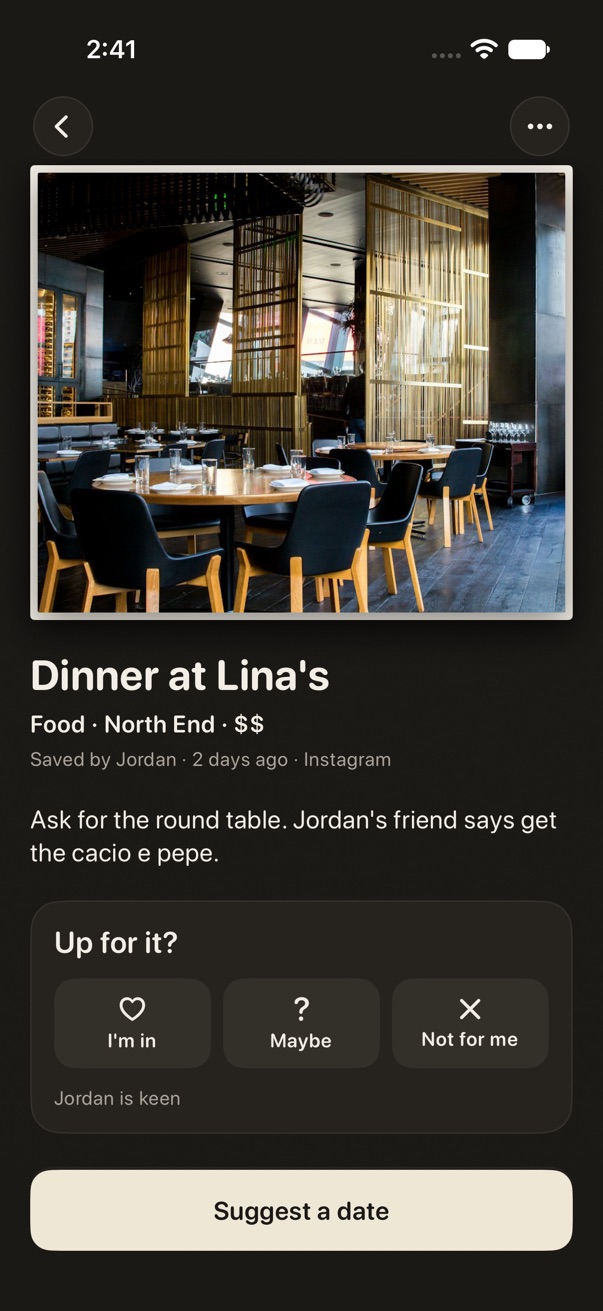 2:41
Dinner at Lina's
Food · North End · $$
Saved by Jordan · 2 days ago · Instagram
Ask for the round table. Jordan's friend says get
the cacio e pepe.
Up for it?
?
I'm in
Maybe
Not for me
Jordan is keen
Suggest a date